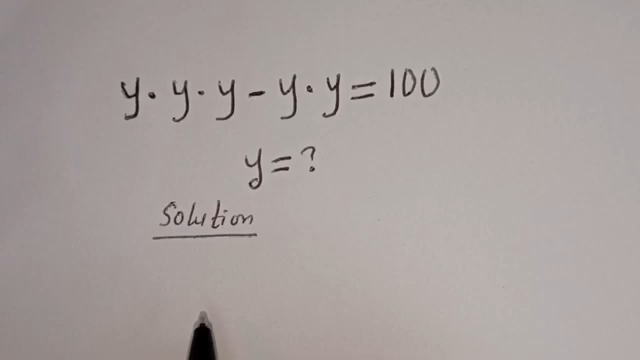 y · y · y - y · y = 100
y = ?
Solution